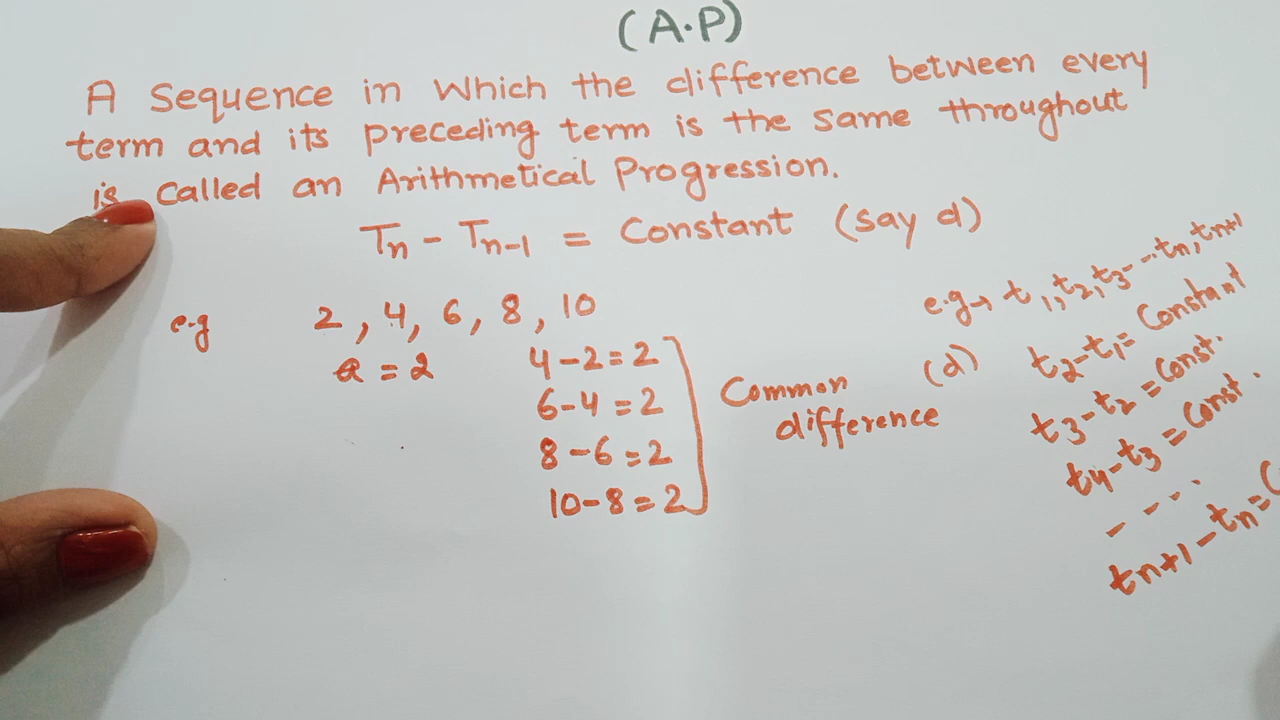 (A.P)
A Sequence in Which the difference between every
term and its preceding term is the same throughout
is called an Arithmetical Progression.
Tn - Tn-1 = Constant (say d)
e.g 2, 4, 6, 8, 10
a = 2
4-2=2
6-4=2
8-6=2
10-8=2
Common
difference
(d)
e.g→ t1, t2, t3 --- tn, tn+1
t2-t1= Constant
t3-t2 = Const.
t4-t3 = Const.
- - - -
tn+1-tn=